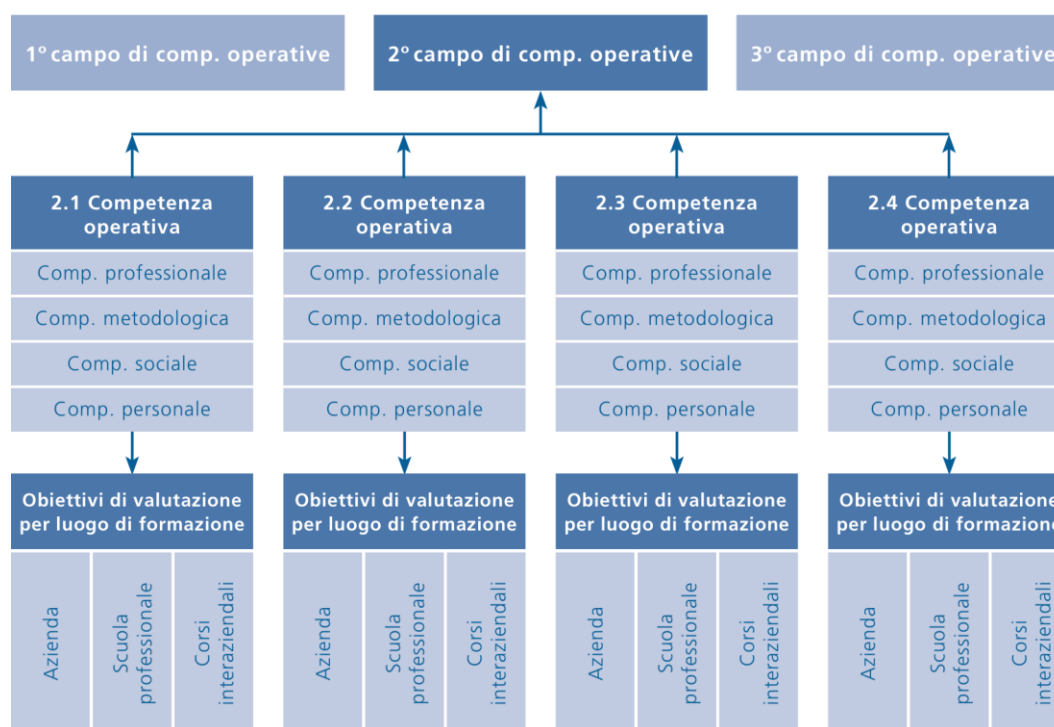 1º campo di comp. operative
2º campo di comp. operative
3º campo di comp. operative
2.1 Competenza
operativa
Comp. professionale
Comp. metodologica
Comp. sociale
Comp. personale
2.2 Competenza
operativa
Comp. professionale
Comp. metodologica
Comp. sociale
Comp. personale
2.3 Competenza
operativa
Comp. professionale
Comp. metodologica
Comp. sociale
Comp. personale
2.4 Competenza
operativa
Comp. professionale
Comp. metodologica
Comp. sociale
Comp. personale
Obiettivi di valutazione
per luogo di formazione
Azienda
Scuola
professionale
Corsi
interaziendali
Obiettivi di valutazione
per luogo di formazione
Azienda
Scuola
professionale
Corsi
interaziendali
Obiettivi di valutazione
per luogo di formazione
Azienda
Scuola
professionale
Corsi
interaziendali
Obiettivi di valutazione
per luogo di formazione
Azienda
Scuola
professionale
Corsi
interaziendali